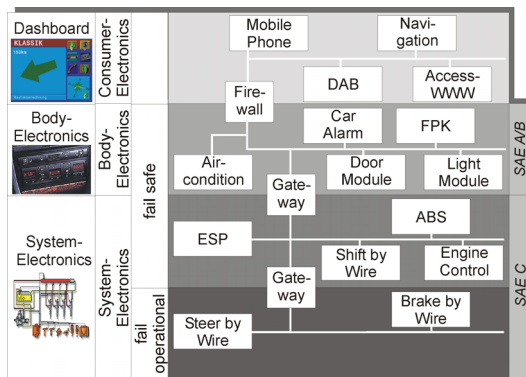 Dashboard
KLASSIK
Consumer-
Electronics
Mobile
Phone
Navi-
gation
DAB
Access-
WWW
Fire-
wall
Body-
Electronics
Body-
Electronics
fail safe
Car
Alarm
FPK
Air-
condition
Door
Module
Light
Module
SAE A/B
Gate-
way
System-
Electronics
System-
Electronics
ESP
ABS
Shift by
Wire
Engine
Control
Gate-
way
SAE C
fail
operational
Steer by
Wire
Brake by
Wire